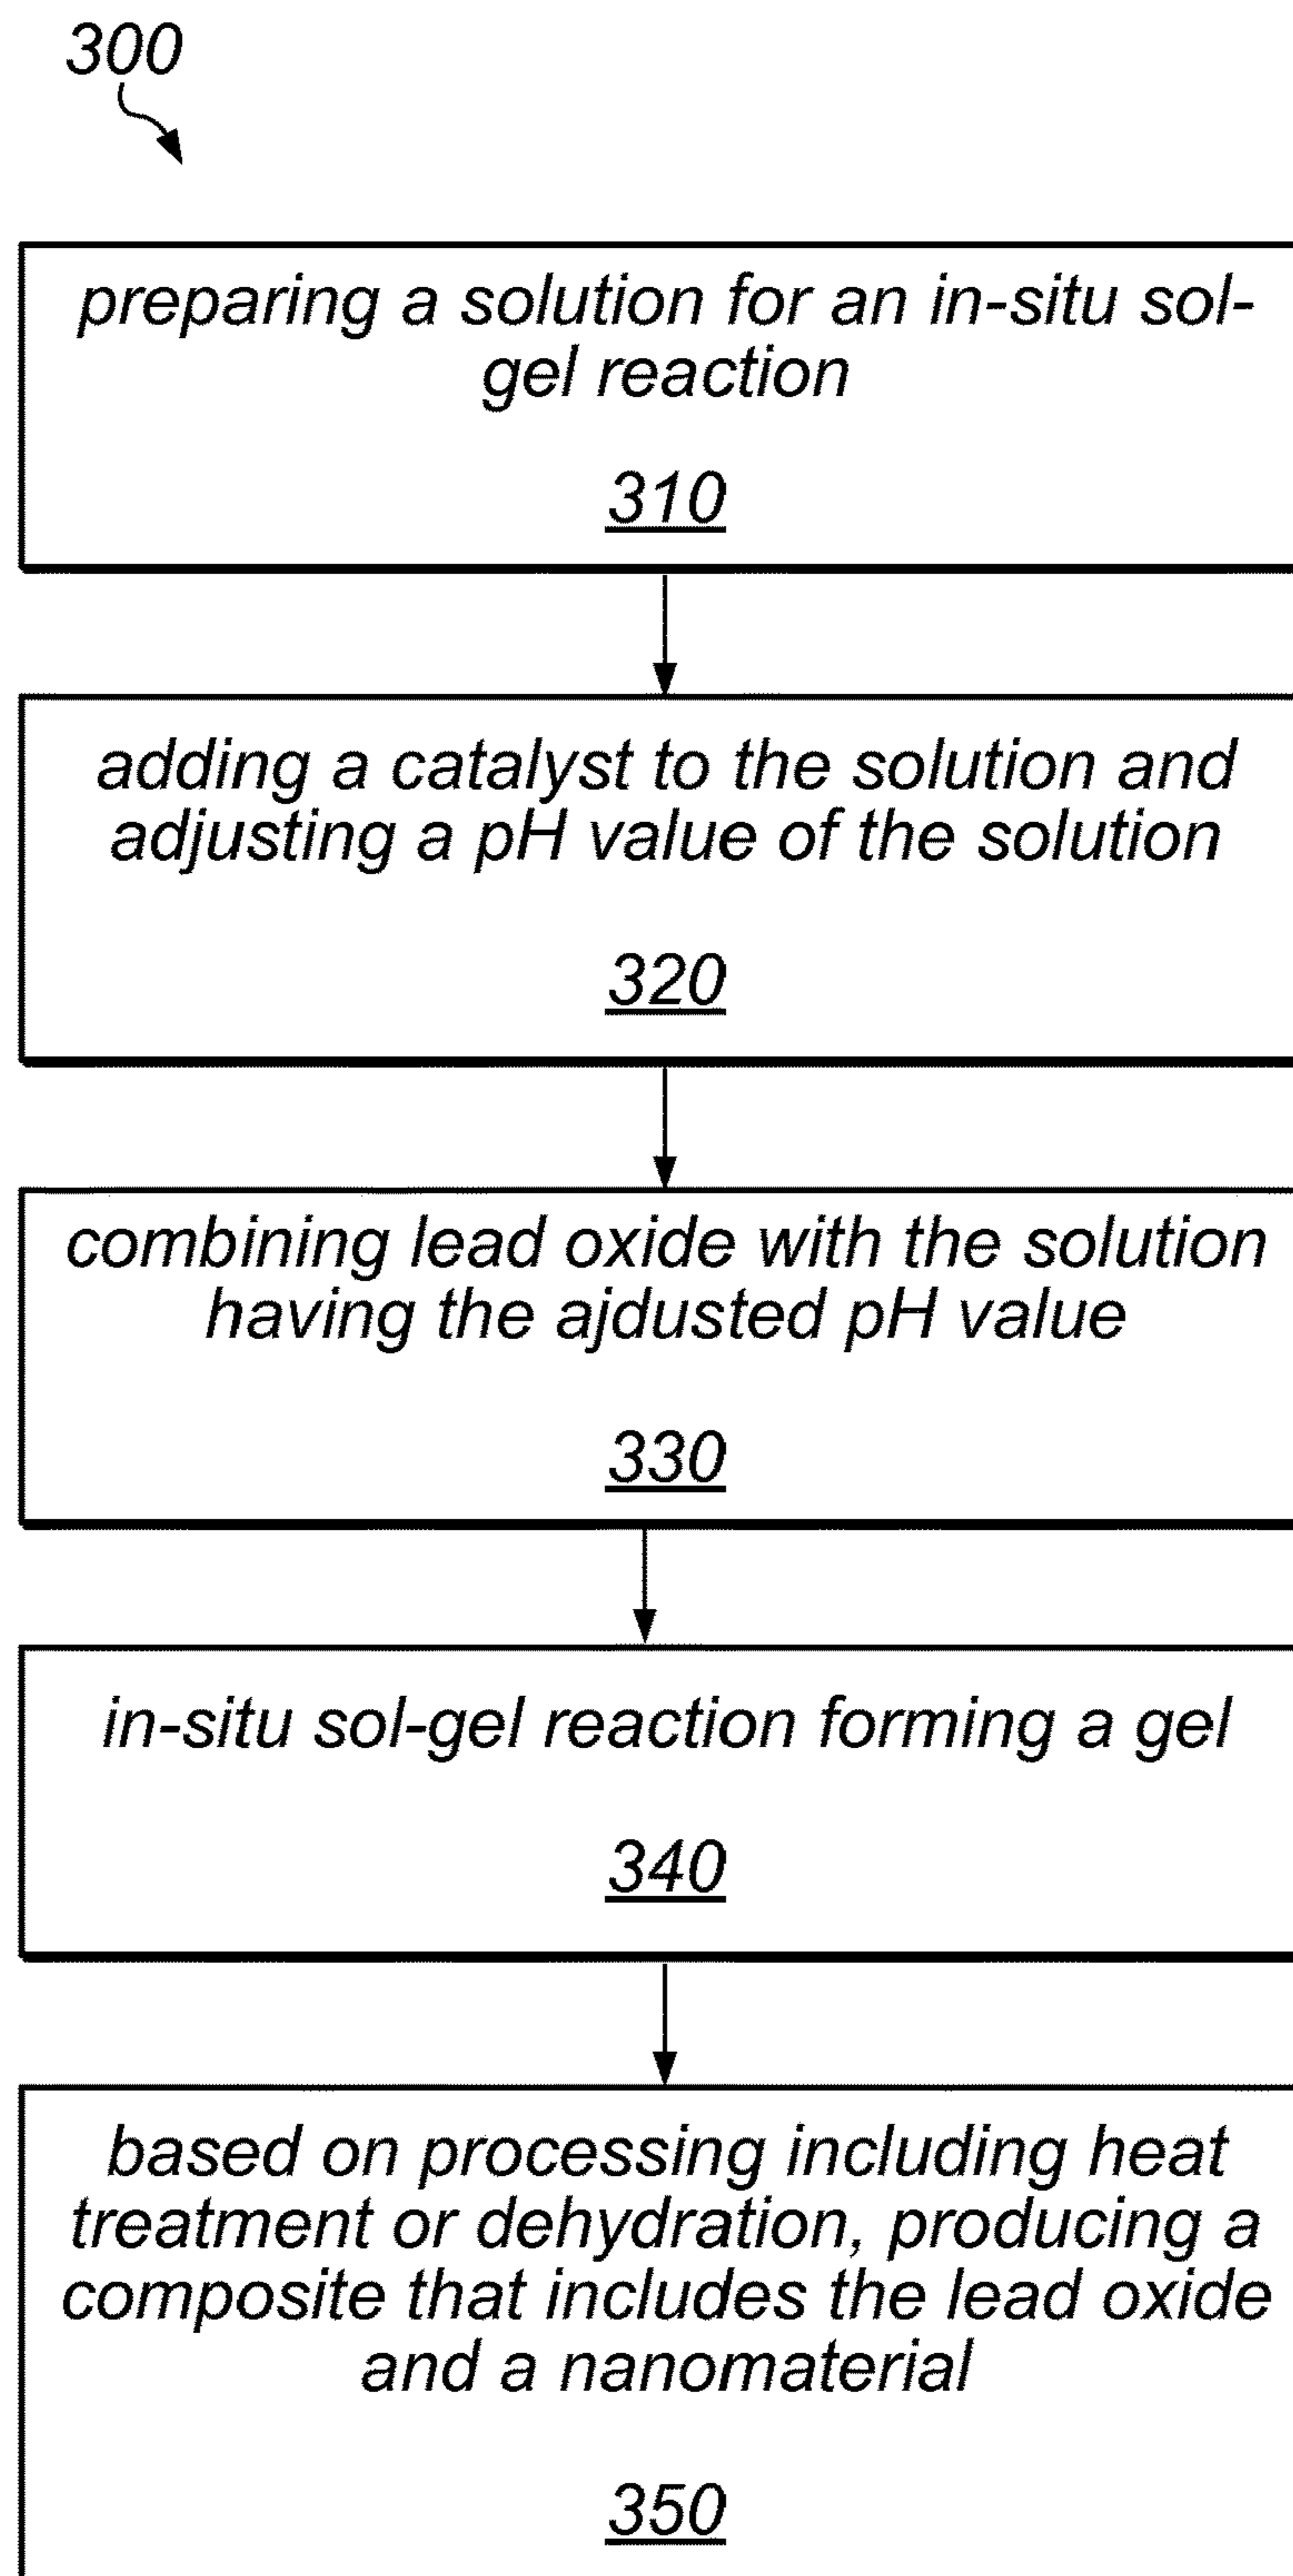 300
preparing a solution for an in-situ sol-
gel reaction
310
adding a catalyst to the solution and
adjusting a pH value of the solution
320
combining lead oxide with the solution
having the ajdusted pH value
330
in-situ sol-gel reaction forming a gel
340
based on processing including heat
treatment or dehydration, producing a
composite that includes the lead oxide
and a nanomaterial
350